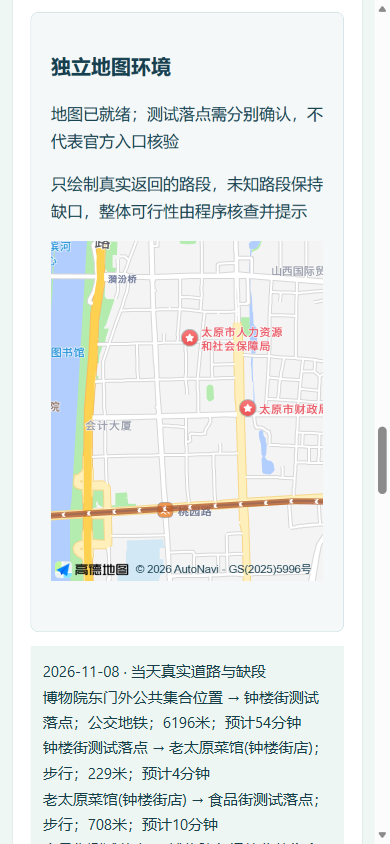 独立地图环境
地图已就绪；测试落点需分别确认，不
代表官方入口核验
只绘制真实返回的路段，未知路段保持
缺口，整体可行性由程序核查并提示
滨河
路
漪汾桥
山西国际贸
太原市人力资源
和社会保障局
图书馆
院
太原市财政局
会计大厦
桃园路
高德地图 © 2026 AutoNavi - GS(2025)5996号
2026-11-08 · 当天真实道路与缺段
博物院东门外公共集合位置 → 钟楼街测试
落点；公交地铁；6196米；预计54分钟
钟楼街测试落点 → 老太原菜馆(钟楼街店)；
步行；229米；预计4分钟
老太原菜馆(钟楼街店) → 食品街测试落点；
步行；708米；预计10分钟